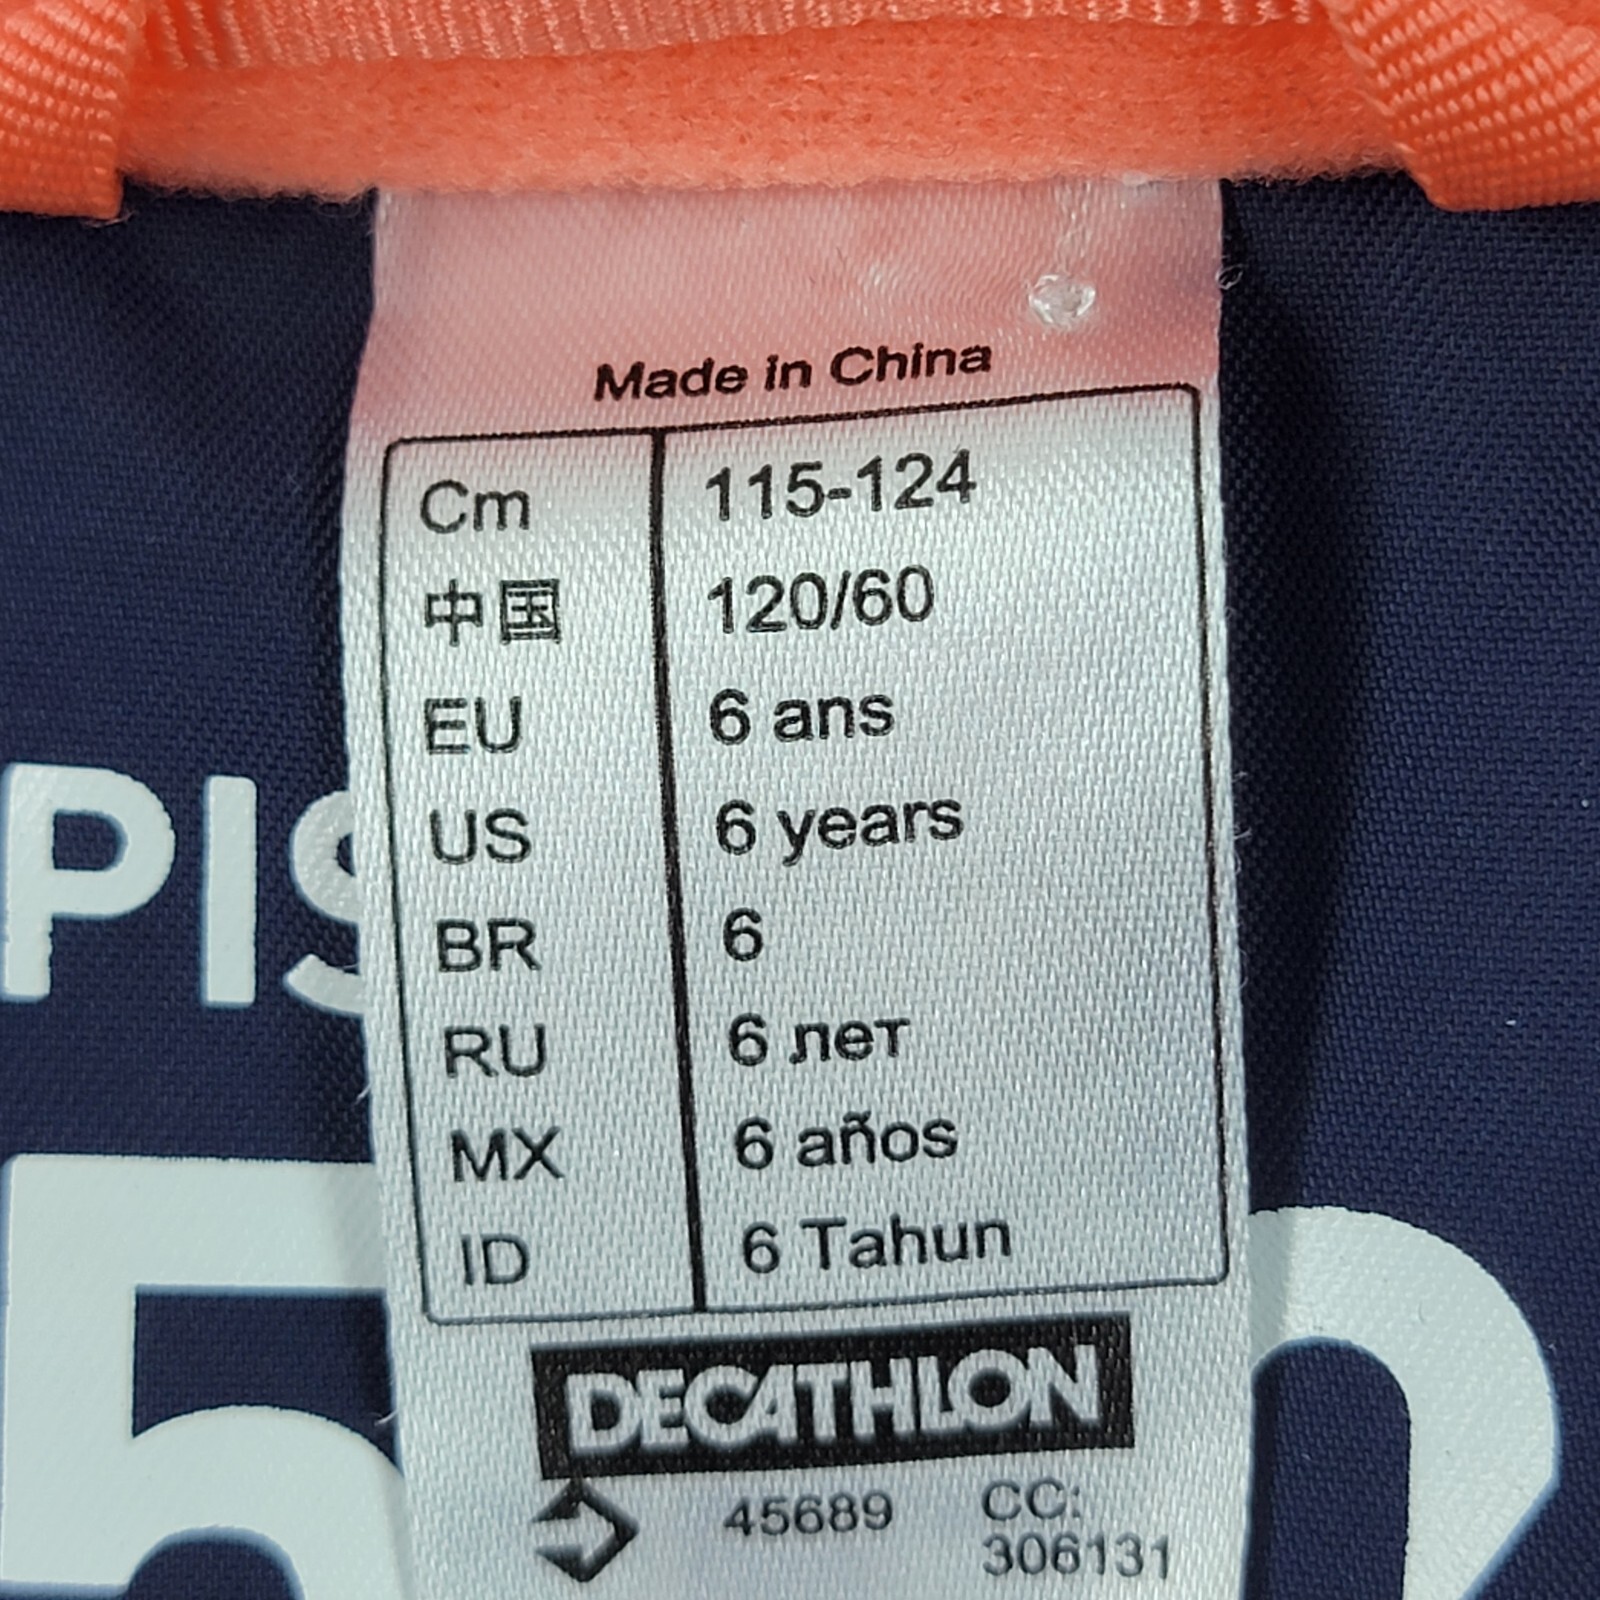 Made in China
Cm 115-124
中国 120/60
EU 6 ans
US 6 years
BR 6
RU 6 лет
MX 6 años
ID 6 Tahun
DECATHLON
45689 CC:
306131
PIS
5